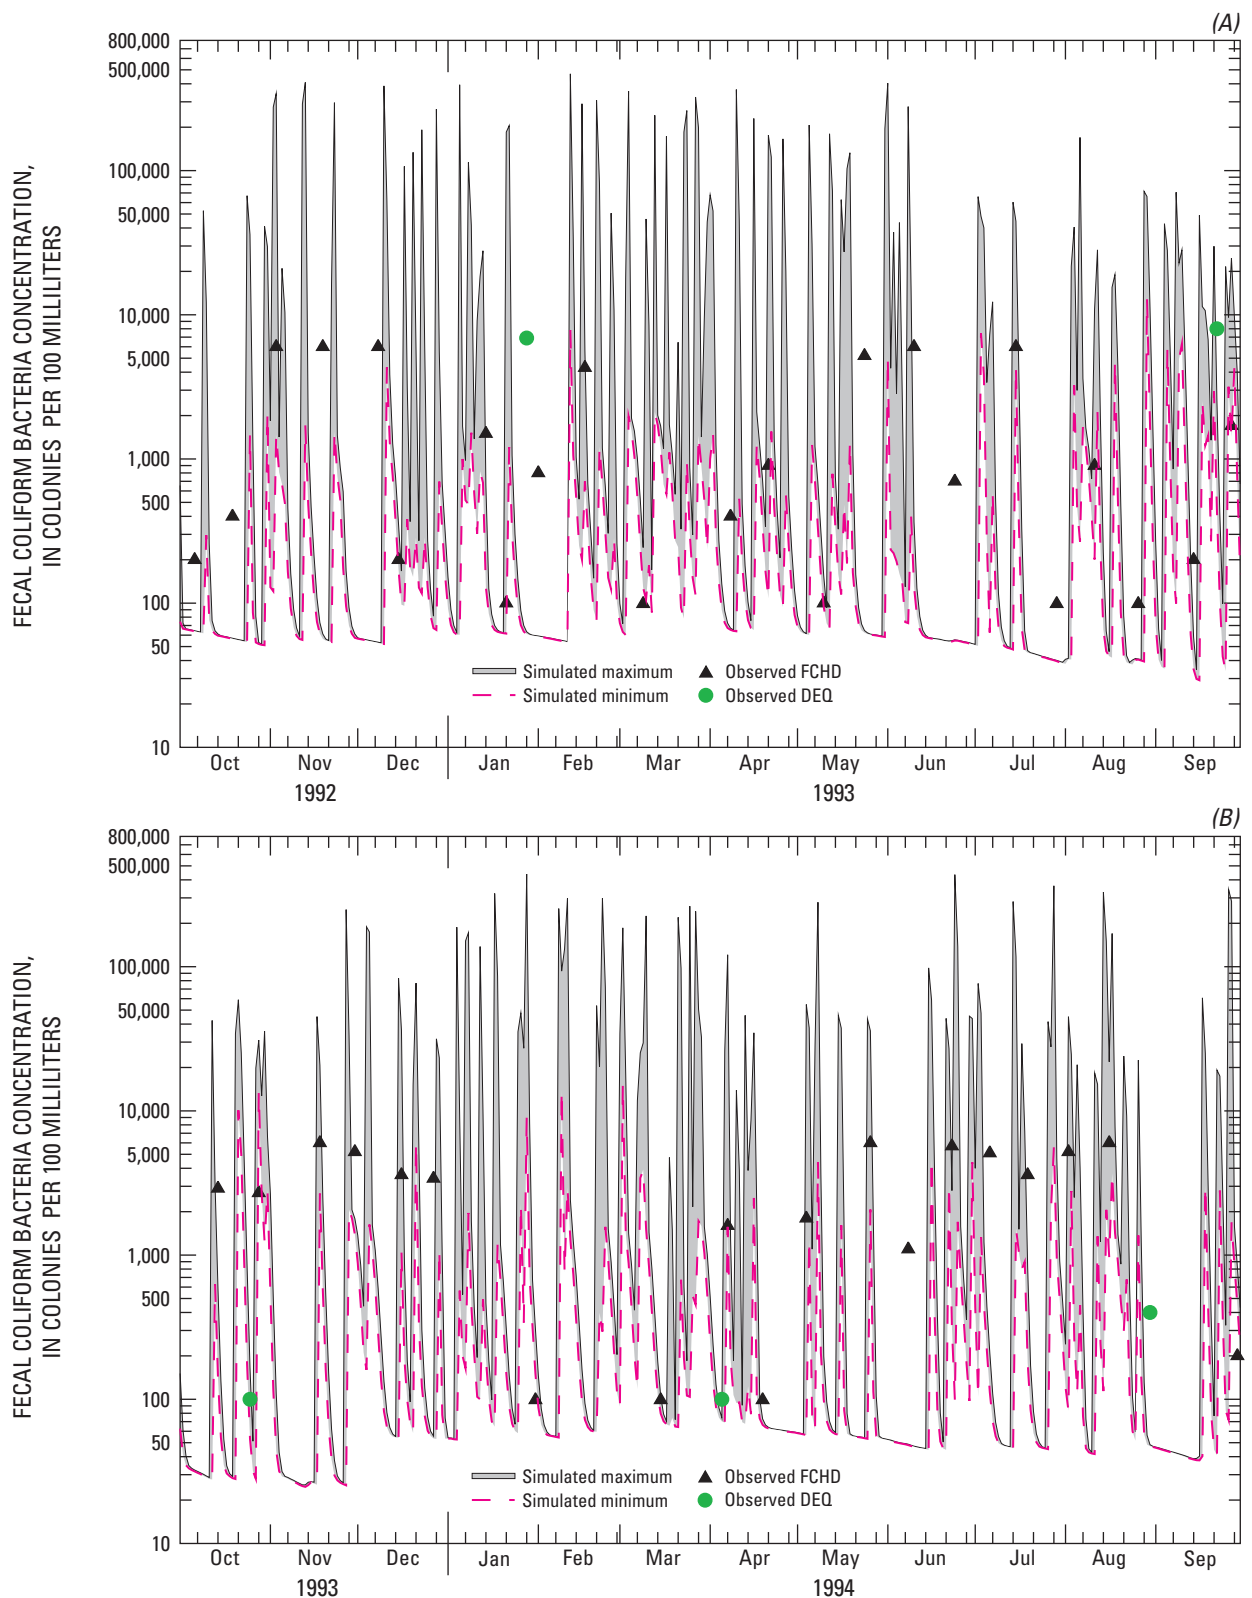 (A)
FECAL COLIFORM BACTERIA CONCENTRATION,
IN COLONIES PER 100 MILLILITERS
800,000
500,000
100,000
50,000
10,000
5,000
1,000
500
100
50
10
Simulated maximum
Observed FCHD
Simulated minimum
Observed DEQ
Oct Nov Dec Jan Feb Mar Apr May Jun Jul Aug Sep
1992 1993
(B)
FECAL COLIFORM BACTERIA CONCENTRATION,
IN COLONIES PER 100 MILLILITERS
800,000
500,000
100,000
50,000
10,000
5,000
1,000
500
100
50
10
Simulated maximum
Observed FCHD
Simulated minimum
Observed DEQ
Oct Nov Dec Jan Feb Mar Apr May Jun Jul Aug Sep
1993 1994